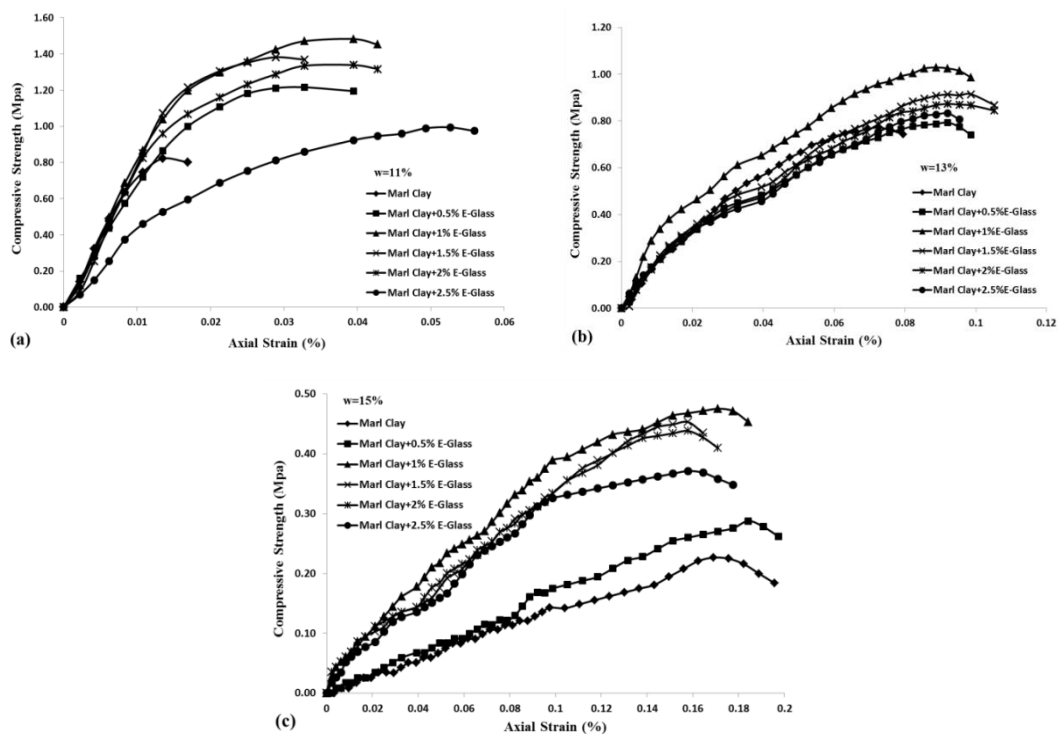 1.60
1.40
1.20
1.00
0.80
0.60
0.40
0.20
0.00
Compressive Strength (Mpa)
w=11%
Marl Clay
Marl Clay+0.5% E-Glass
Marl Clay+1% E-Glass
Marl Clay+1.5% E-Glass
Marl Clay+2% E-Glass
Marl Clay+2.5% E-Glass
0 0.01 0.02 0.03 0.04 0.05 0.06
(a)
Axial Strain (%)
1.20
1.00
0.80
0.60
0.40
0.20
0.00
Compressive Strength (Mpa)
w=13%
Marl Clay
Marl Clay+0.5%E-Glass
Marl Clay+1%E-Glass
Marl Clay+1.5%E-Glass
Marl Clay+2%E-Glass
Marl Clay+2.5%E-Glass
0 0.02 0.04 0.06 0.08 0.1 0.12
(b)
Axial Strain (%)
0.50
0.40
0.30
0.20
0.10
0.00
Compressive Strength (Mpa)
w=15%
Marl Clay
Marl Clay+0.5% E-Glass
Marl Clay+1% E-Glass
Marl Clay+1.5% E-Glass
Marl Clay+2% E-Glass
Marl Clay+2.5% E-Glass
0 0.02 0.04 0.06 0.08 0.1 0.12 0.14 0.16 0.18 0.2
(c)
Axial Strain (%)